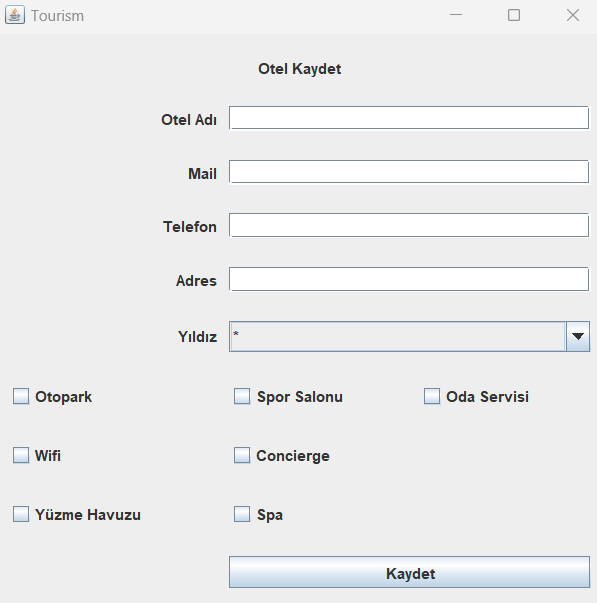 Tourism
Otel Kaydet
Otel Adı
Mail
Telefon
Adres
Yıldız *
Otopark Spor Salonu Oda Servisi
Wifi Concierge
Yüzme Havuzu Spa
Kaydet